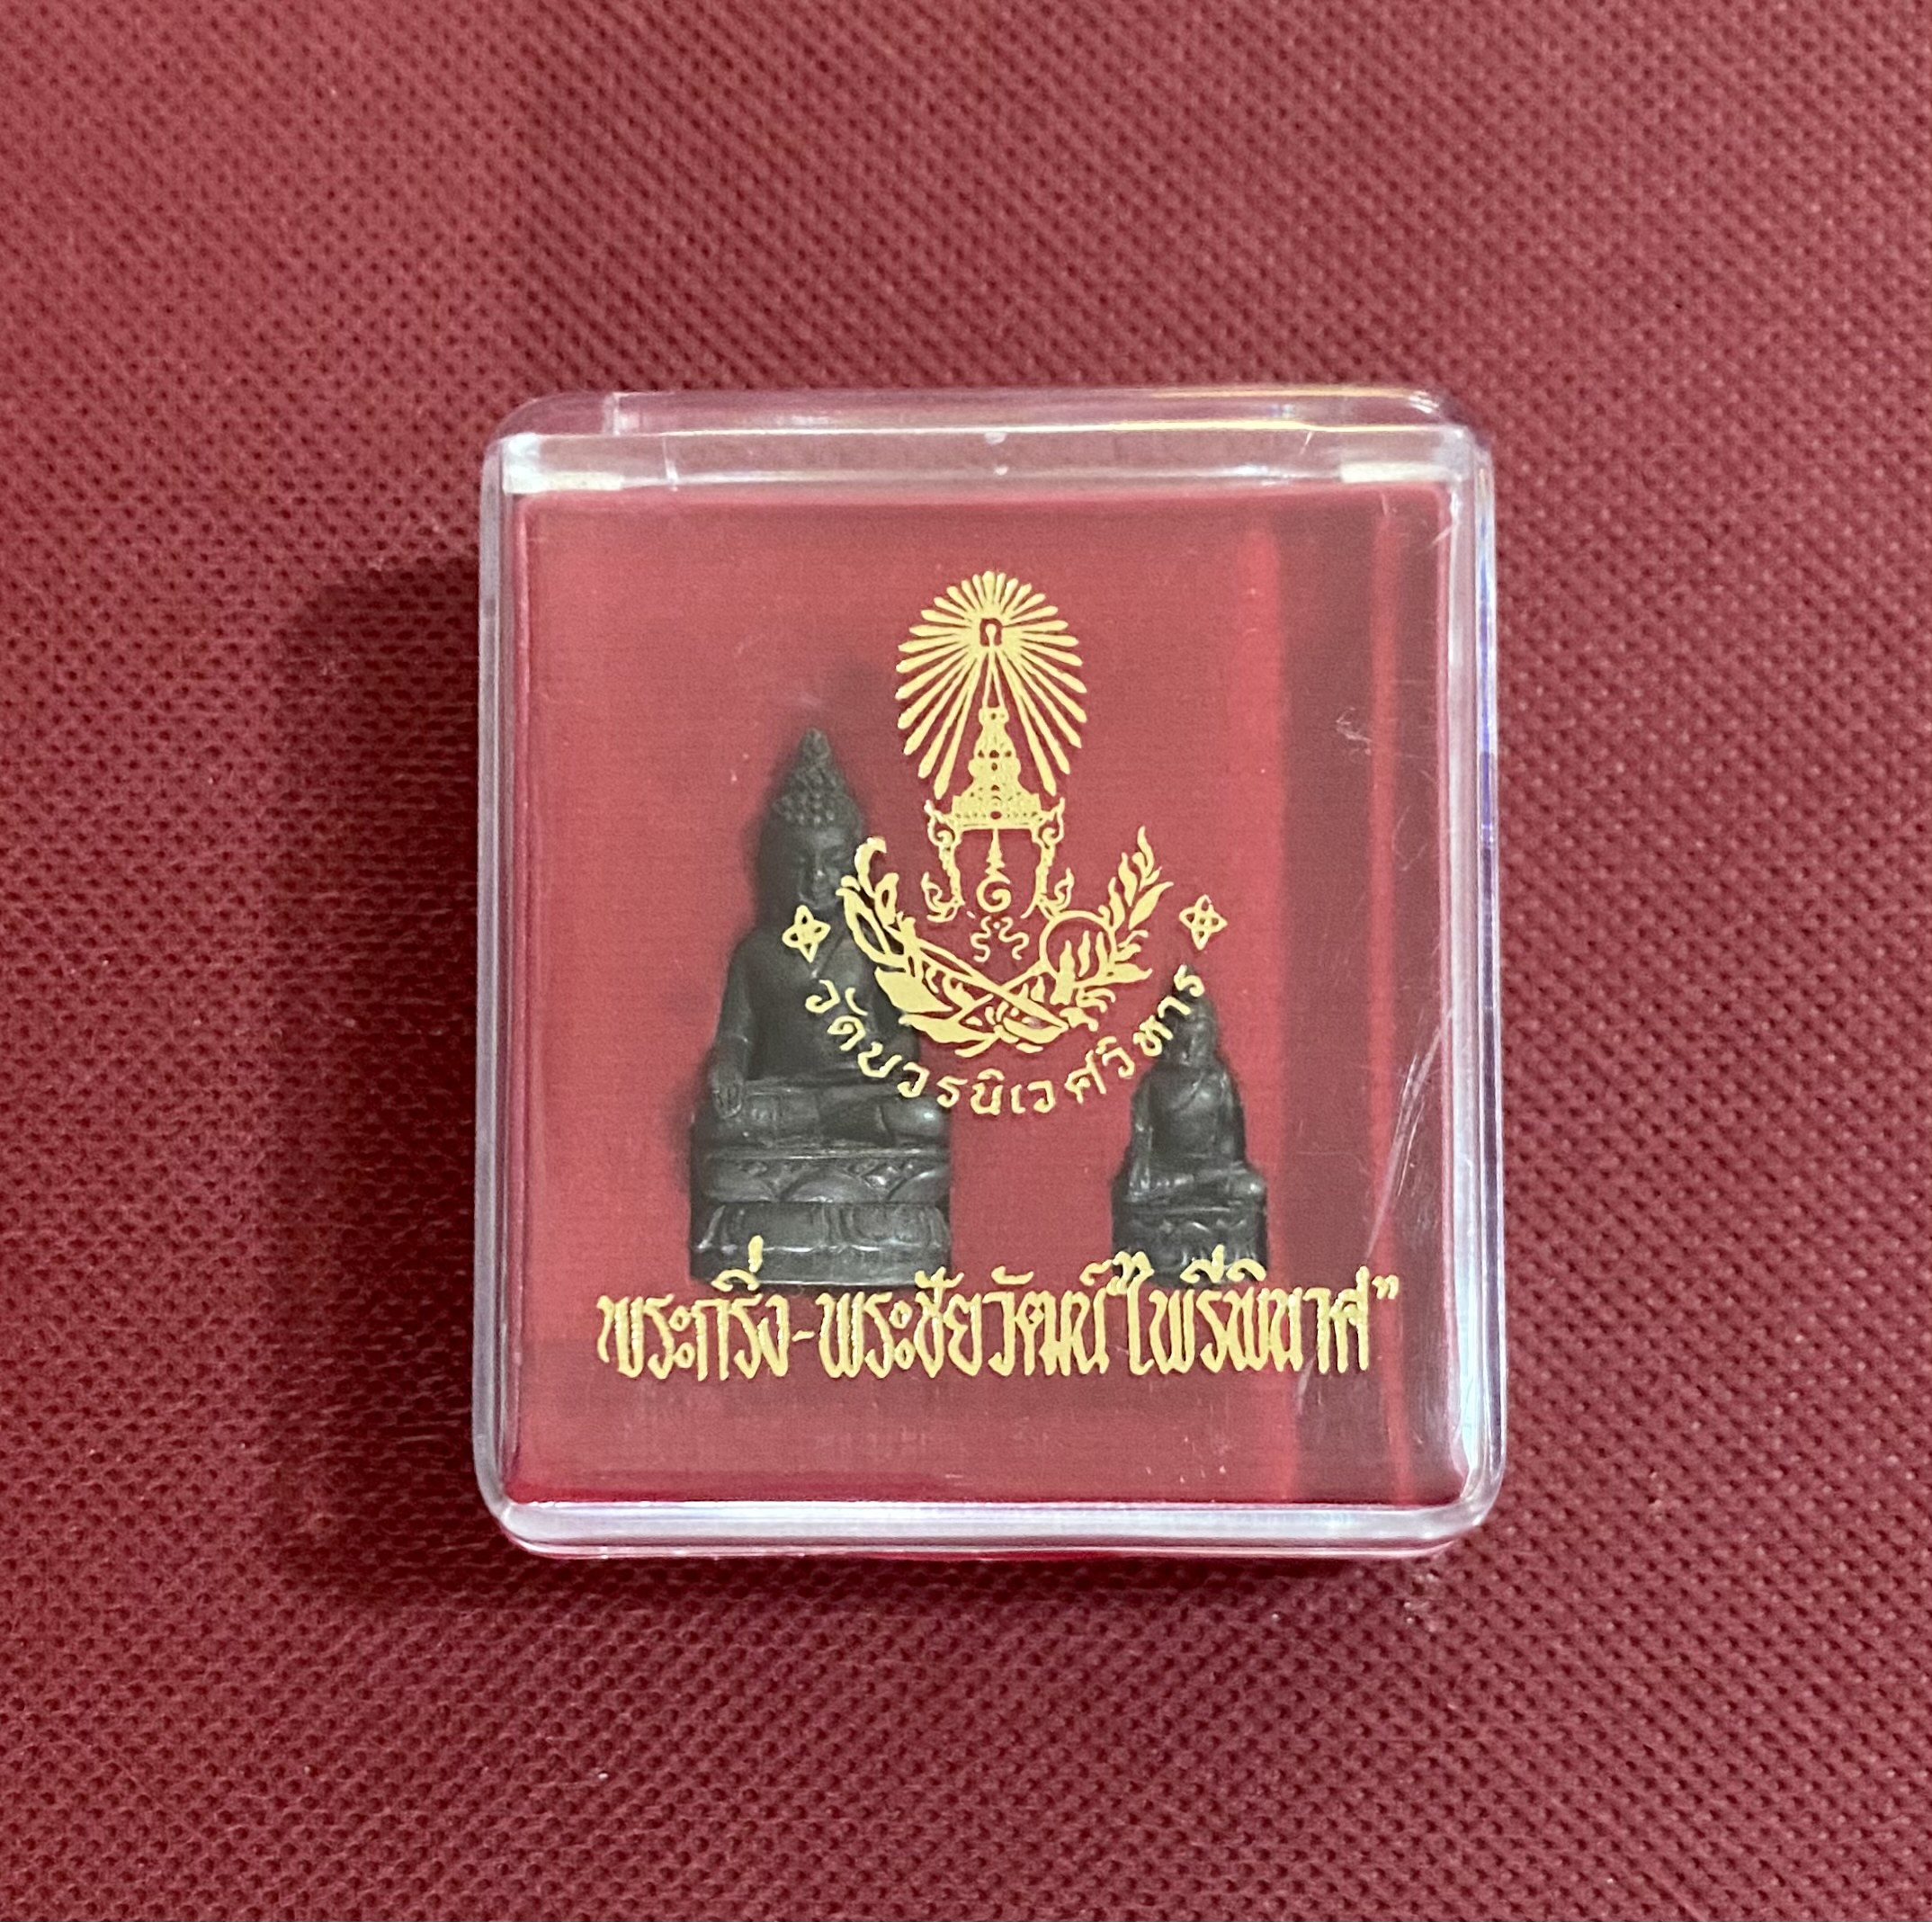 วัดบวรนิเวศวิหาร
พระกริ่ง-พระชัยวัฒน์ "ไพรีพินาศ"